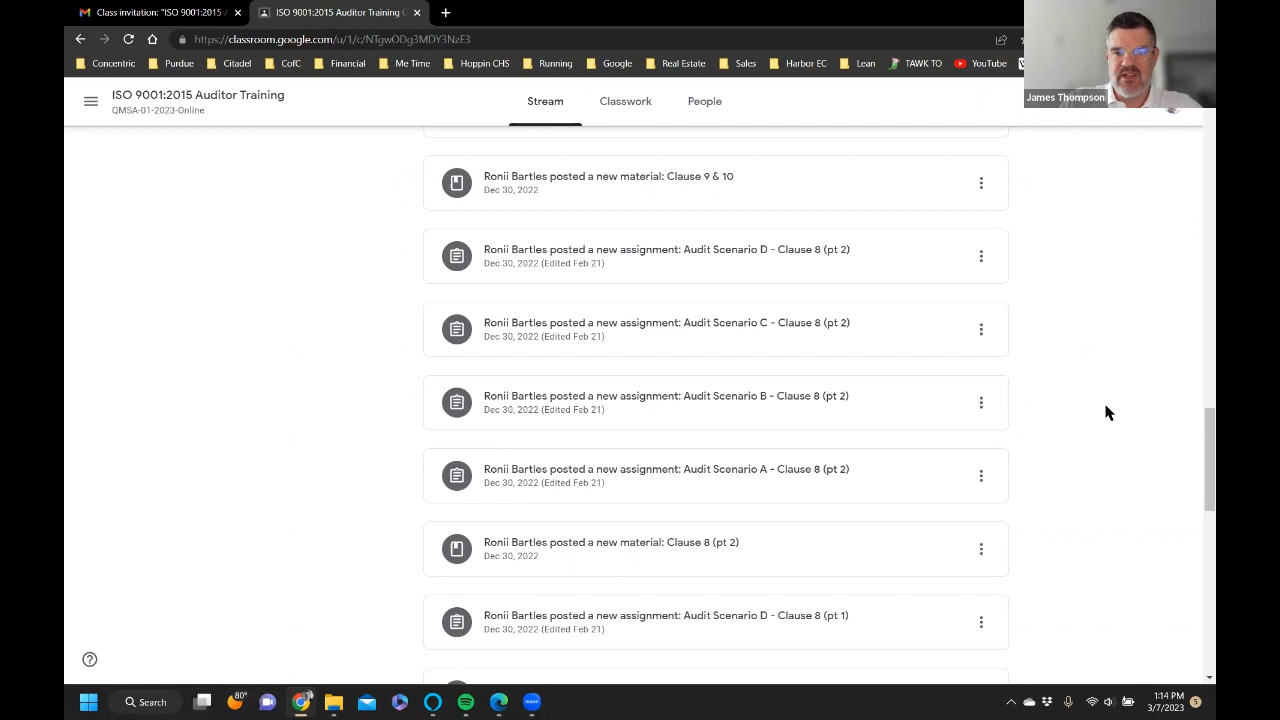 Class invitation: "ISO 9001:2015 A
ISO 9001:2015 Auditor Training C
https://classroom.google.com/u/1/c/NTgwODg3MDY3NzE3
Concentric
Purdue
Citadel
CofC
Financial
Me Time
Hoppin CHS
Running
Google
Real Estate
Sales
Harbor EC
Lean
TAWK TO
YouTube
James Thompson
ISO 9001:2015 Auditor Training
QMSA-01-2023-Online
Stream
Classwork
People
Ronii Bartles posted a new material: Clause 9 & 10
Dec 30, 2022
Ronii Bartles posted a new assignment: Audit Scenario D - Clause 8 (pt 2)
Dec 30, 2022 (Edited Feb 21)
Ronii Bartles posted a new assignment: Audit Scenario C - Clause 8 (pt 2)
Dec 30, 2022 (Edited Feb 21)
Ronii Bartles posted a new assignment: Audit Scenario B - Clause 8 (pt 2)
Dec 30, 2022 (Edited Feb 21)
Ronii Bartles posted a new assignment: Audit Scenario A - Clause 8 (pt 2)
Dec 30, 2022 (Edited Feb 21)
Ronii Bartles posted a new material: Clause 8 (pt 2)
Dec 30, 2022
Ronii Bartles posted a new assignment: Audit Scenario D - Clause 8 (pt 1)
Dec 30, 2022 (Edited Feb 21)
Search
80°
zoom
1:14 PM
3/7/2023
5